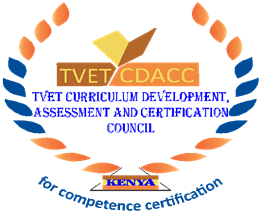 TVET CDACC
TVET CURRICULUM DEVELOPMENT,
ASSESSMENT AND CERTIFICATION
COUNCIL
KENYA
for competence certification